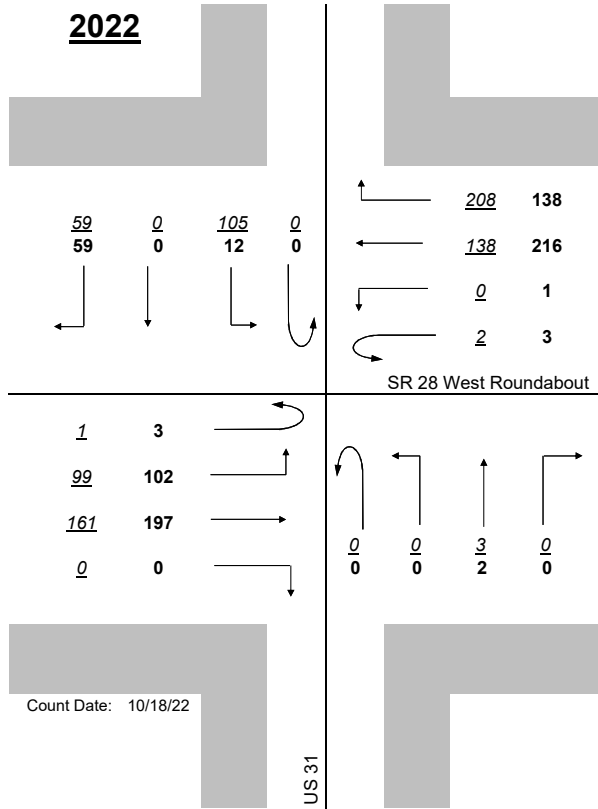 2022
59 0 105 0
59 0 12 0
208 138
138 216
0 1
2 3
SR 28 West Roundabout
1 3
99 102
161 197
0 0
0 0 3 0
0 0 2 0
Count Date: 10/18/22
US 31